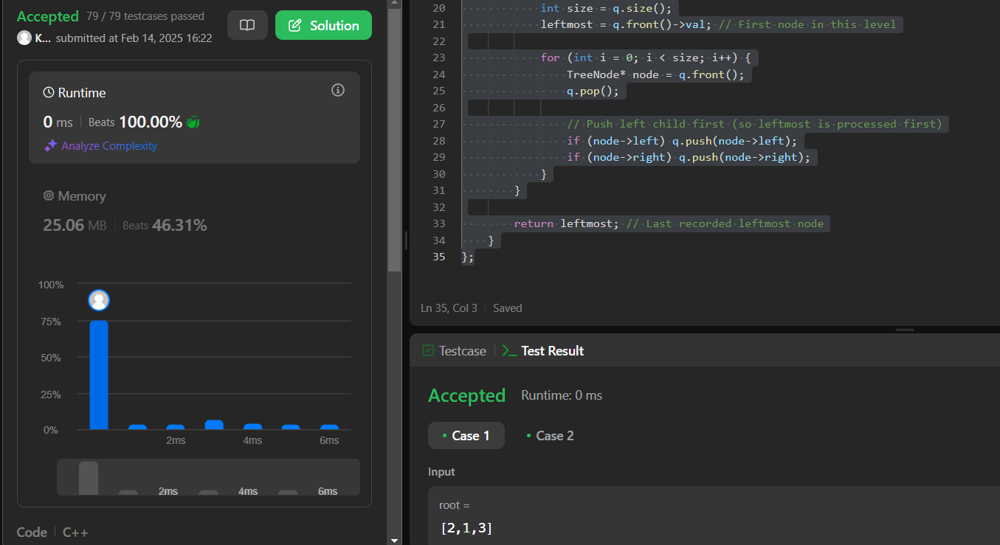 Accepted 79 / 79 testcases passed
K... submitted at Feb 14, 2025 16:22
Solution
Runtime
0 ms Beats 100.00%
Analyze Complexity
Memory
25.06 MB Beats 46.31%
100%
75%
50%
25%
0%
2ms 4ms 6ms
2ms 4ms 6ms
Code C++
20 int size = q.size();
21 leftmost = q.front()->val; // First node in this level
22
23 for (int i = 0; i < size; i++) {
24 TreeNode* node = q.front();
25 q.pop();
26
27 // Push left child first (so leftmost is processed first)
28 if (node->left) q.push(node->left);
29 if (node->right) q.push(node->right);
30 }
31 }
32
33 return leftmost; // Last recorded leftmost node
34 }
35 };
Ln 35, Col 3 Saved
Testcase Test Result
Accepted Runtime: 0 ms
Case 1 Case 2
Input
root =
[2,1,3]